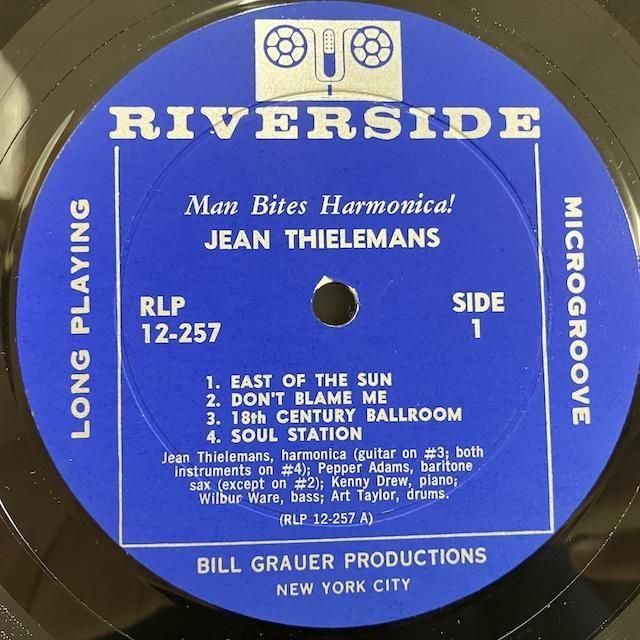 RIVERSIDE
Man Bites Harmonica!
JEAN THIELEMANS
LONG PLAYING
MICROGROOVE
RLP
12-257
SIDE
1
1. EAST OF THE SUN
2. DON'T BLAME ME
3. 18th CENTURY BALLROOM
4. SOUL STATION
Jean Thielemans, harmonica (guitar on #3; both
instruments on #4); Pepper Adams, baritone
sax (except on #2); Kenny Drew, piano;
Wilbur Ware, bass; Art Taylor, drums.
(RLP 12-257 A)
BILL GRAUER PRODUCTIONS
NEW YORK CITY